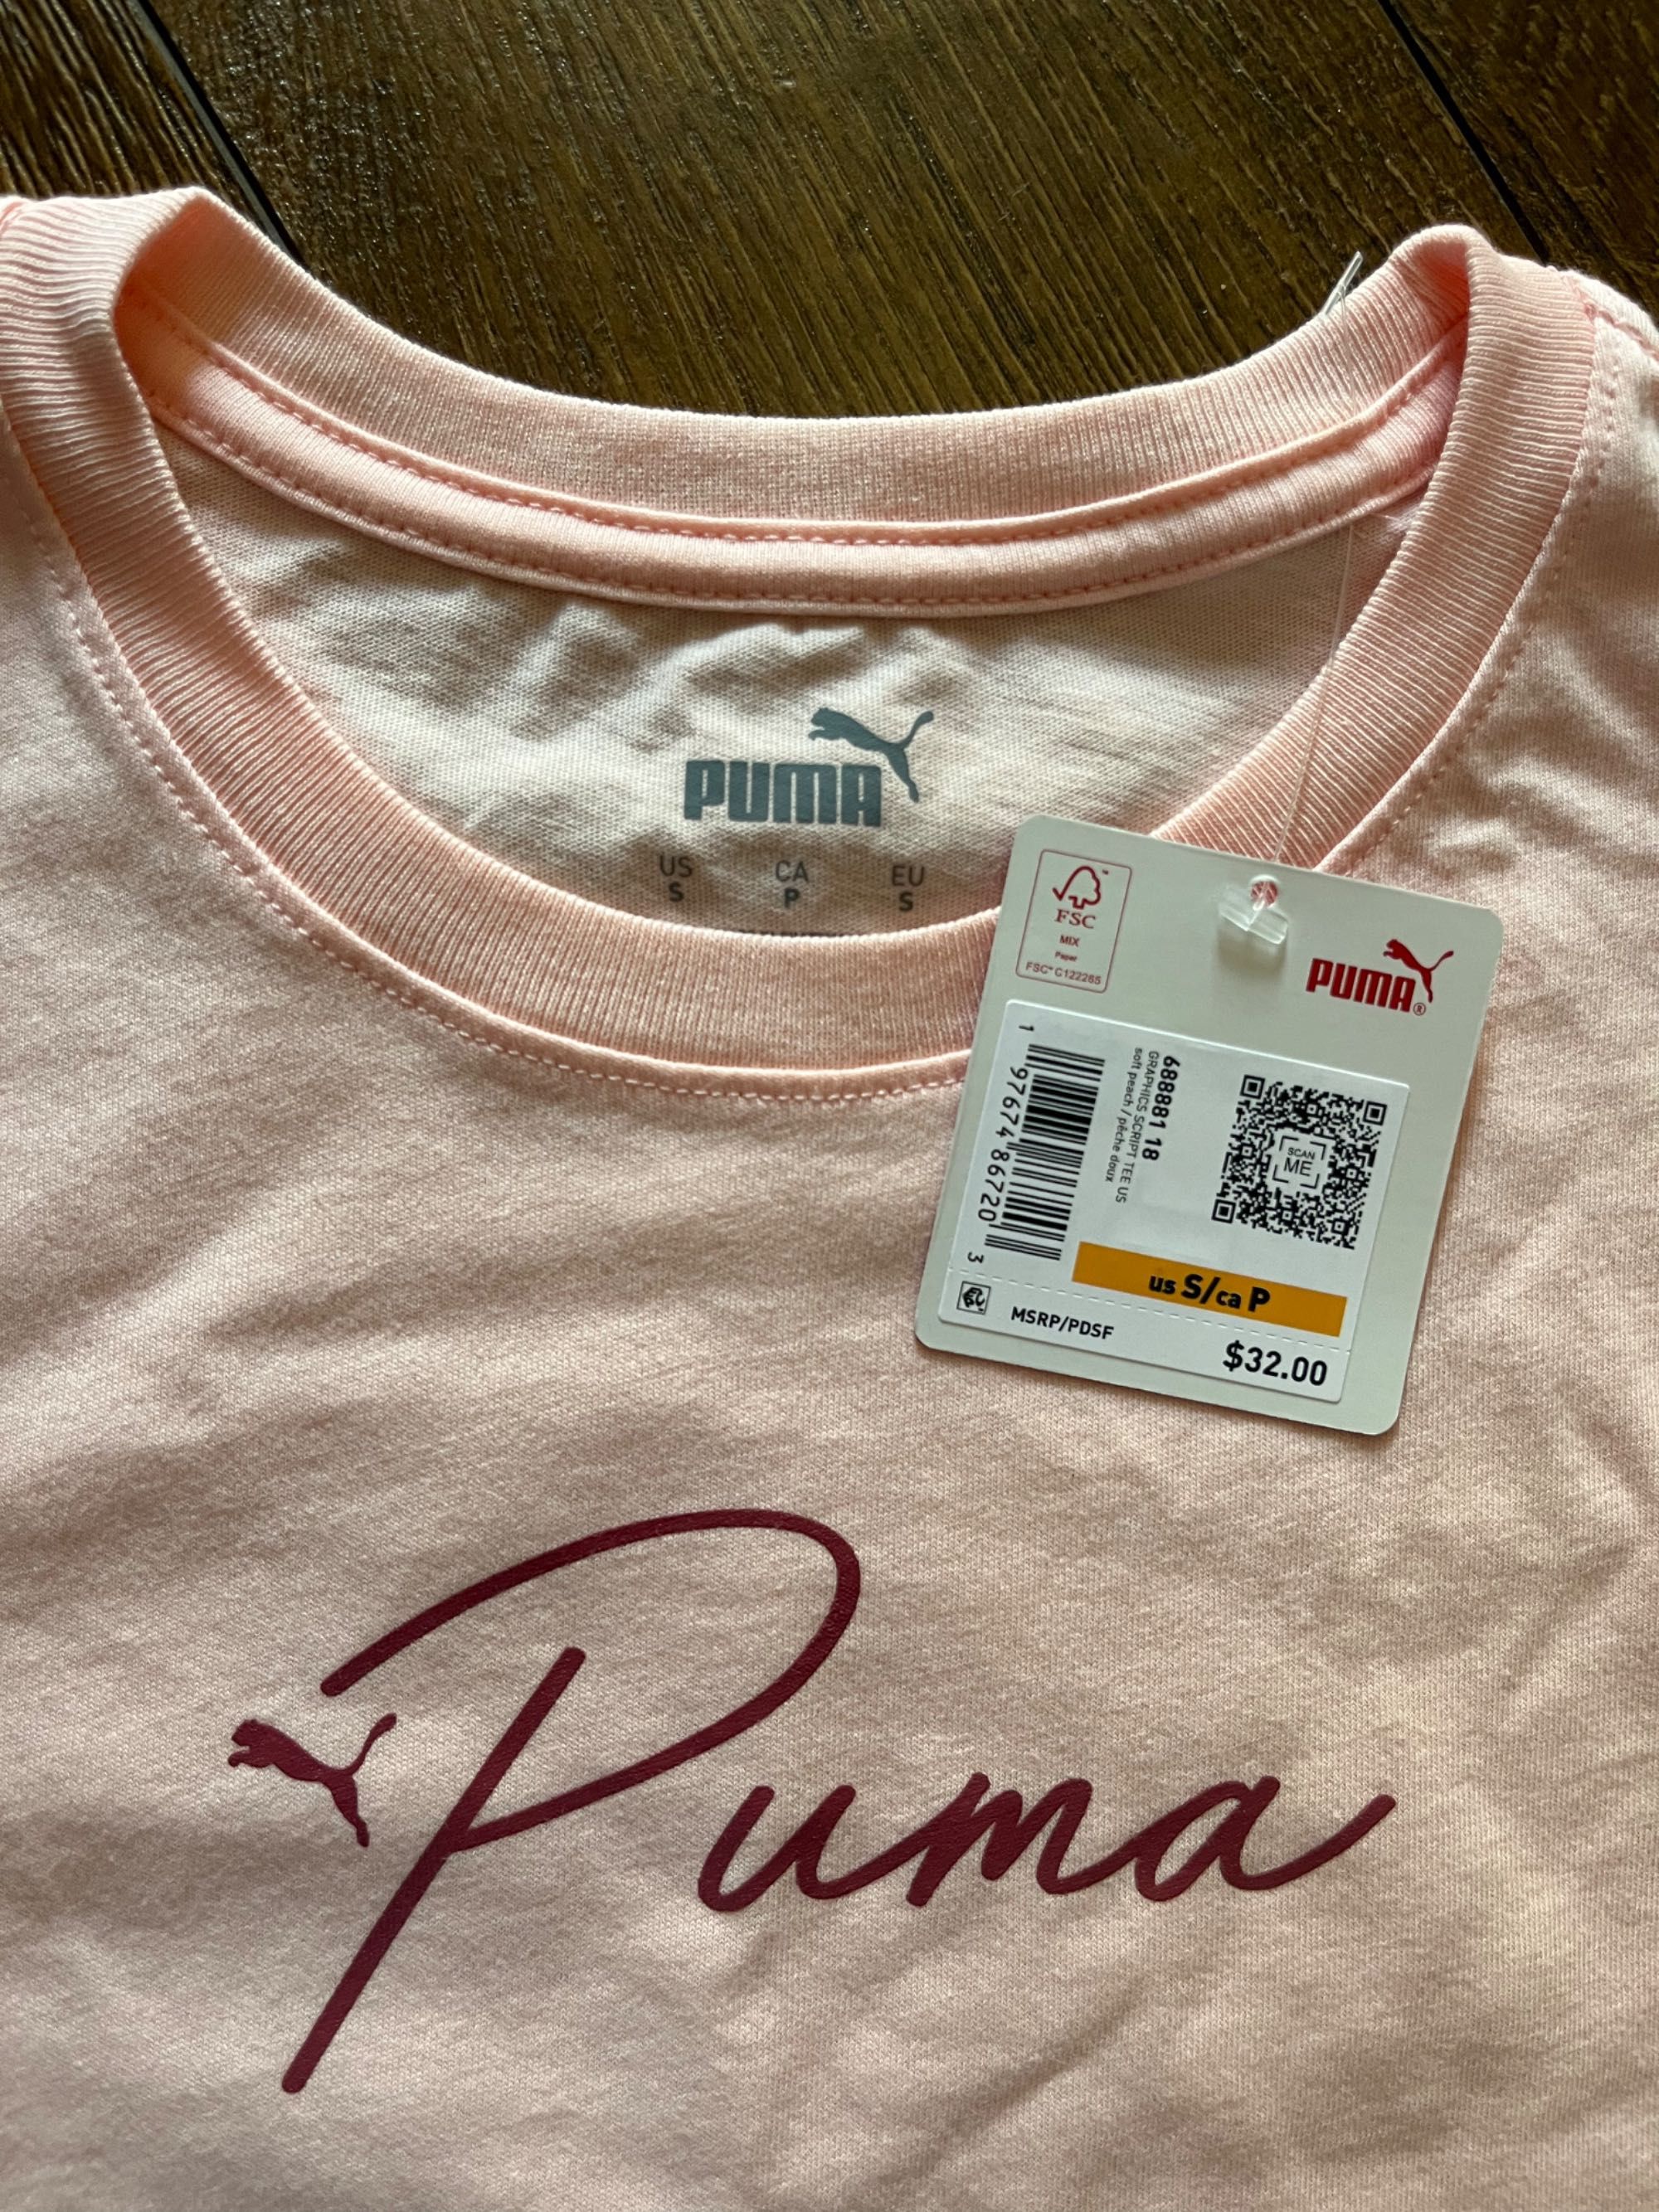 PUMA
US CA EU
S P S
FSC™
MIX
Paper
FSC® C122265
PUMA®
688881 18
GRAPHICS SCRIPT TEE US
soft peach / pêche doux
1 97674 86720 3
SCAN
ME
us S/ca P
MSRP/PDSF
$32.00
Puma